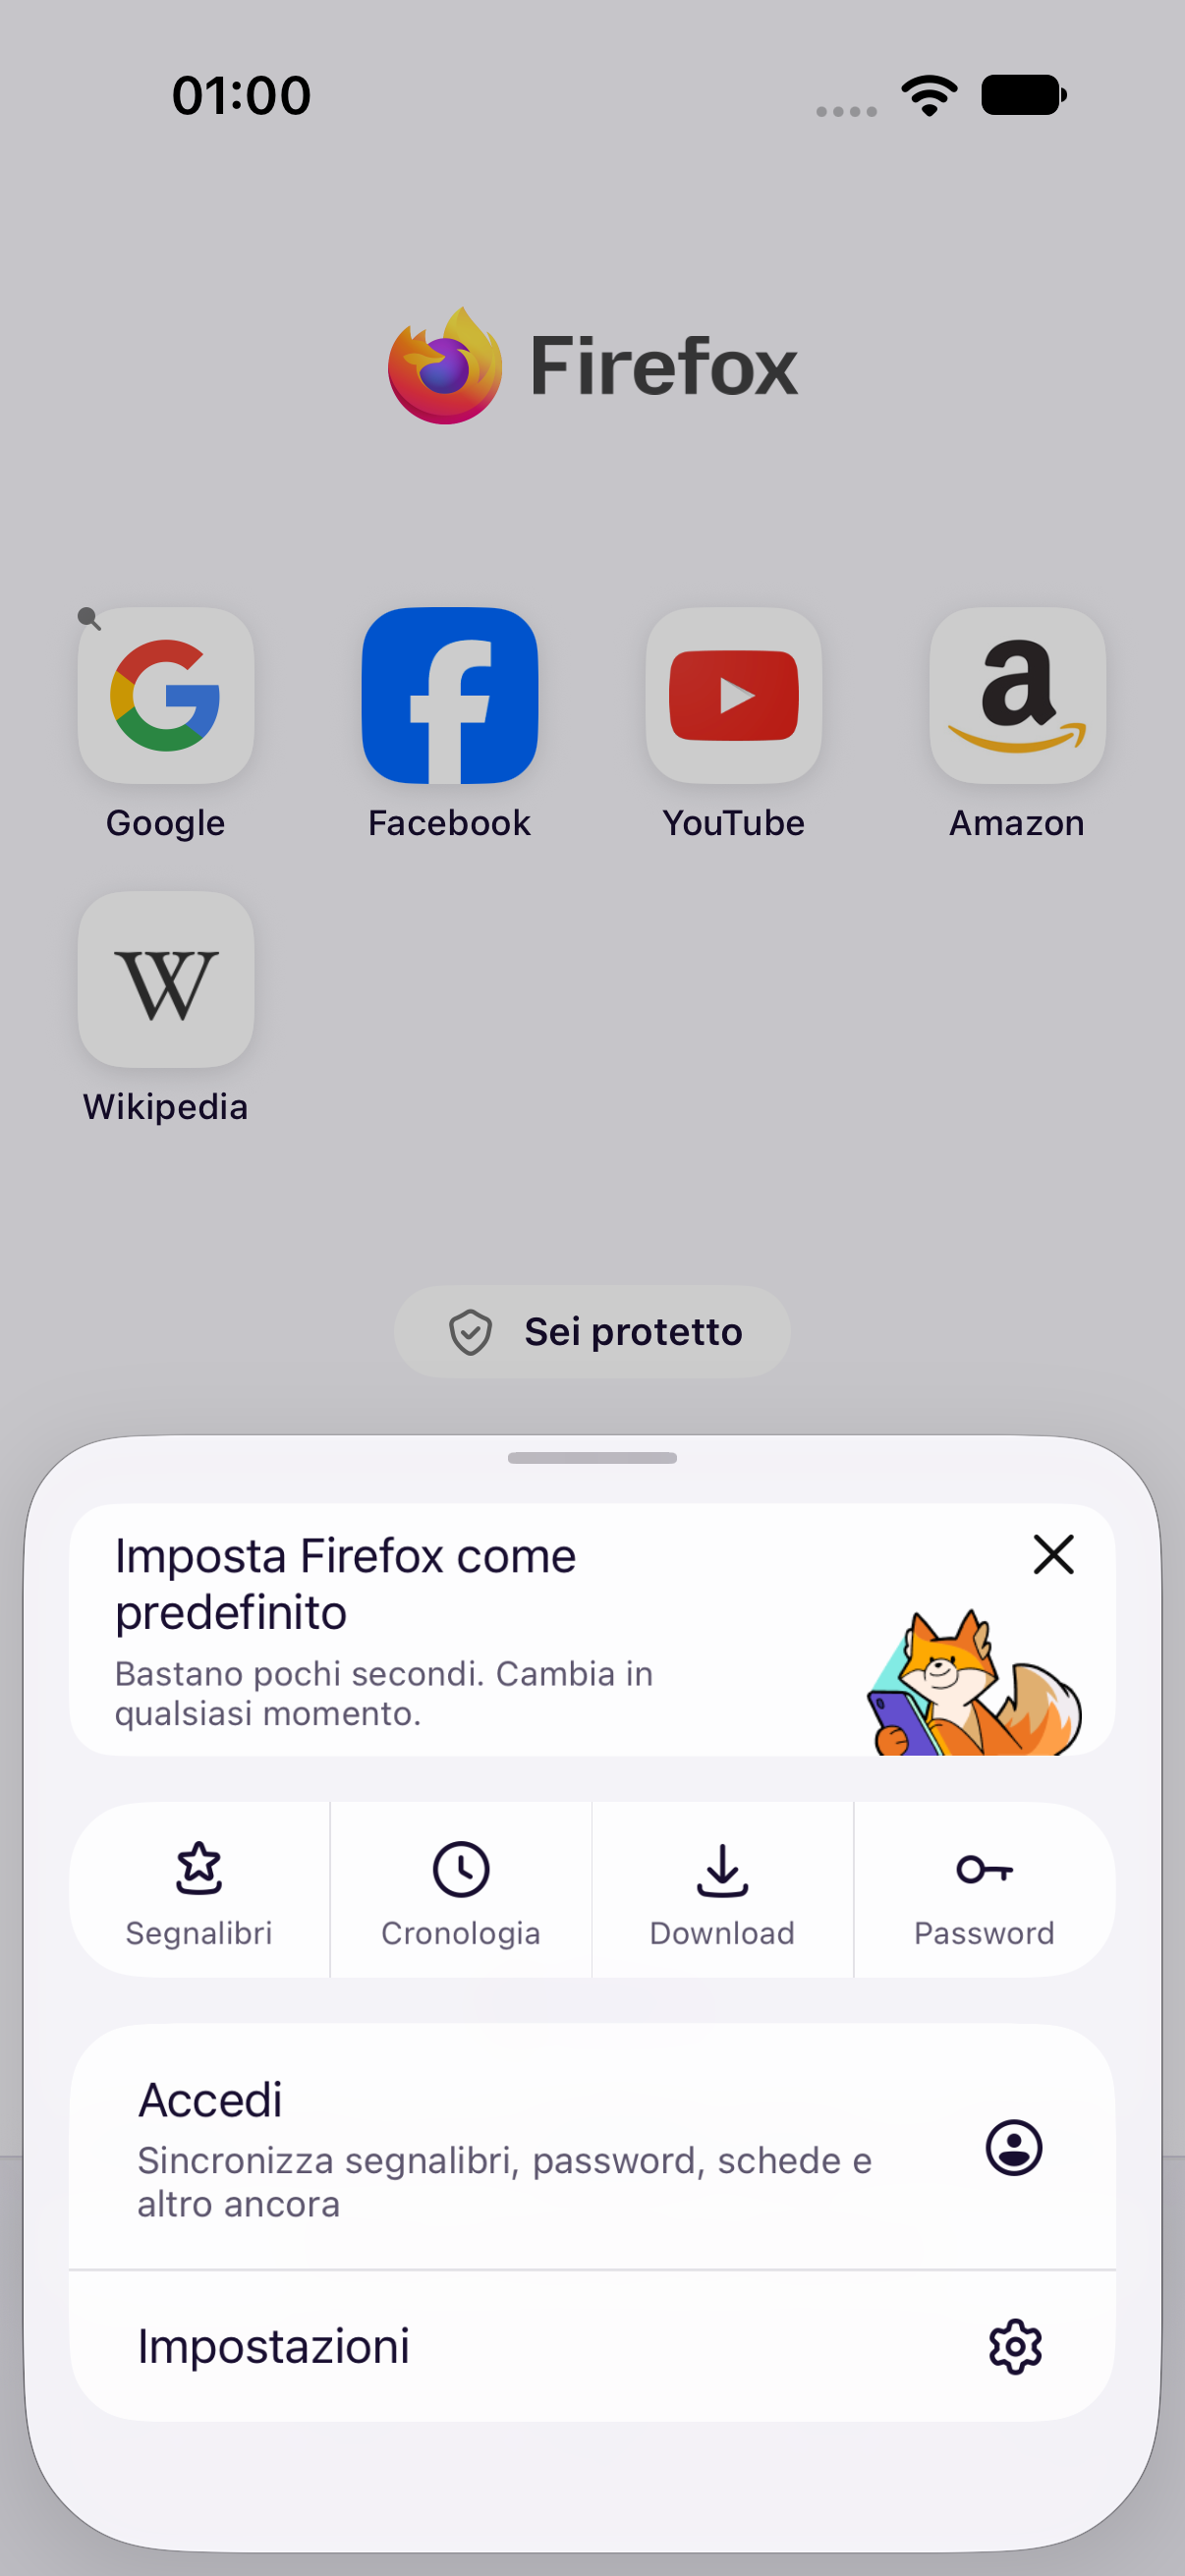 01:00
Firefox
Google
Facebook
YouTube
Amazon
Wikipedia
Sei protetto
Imposta Firefox come
predefinito
Bastano pochi secondi. Cambia in
qualsiasi momento.
Segnalibri
Cronologia
Download
Password
Accedi
Sincronizza segnalibri, password, schede e
altro ancora
Impostazioni